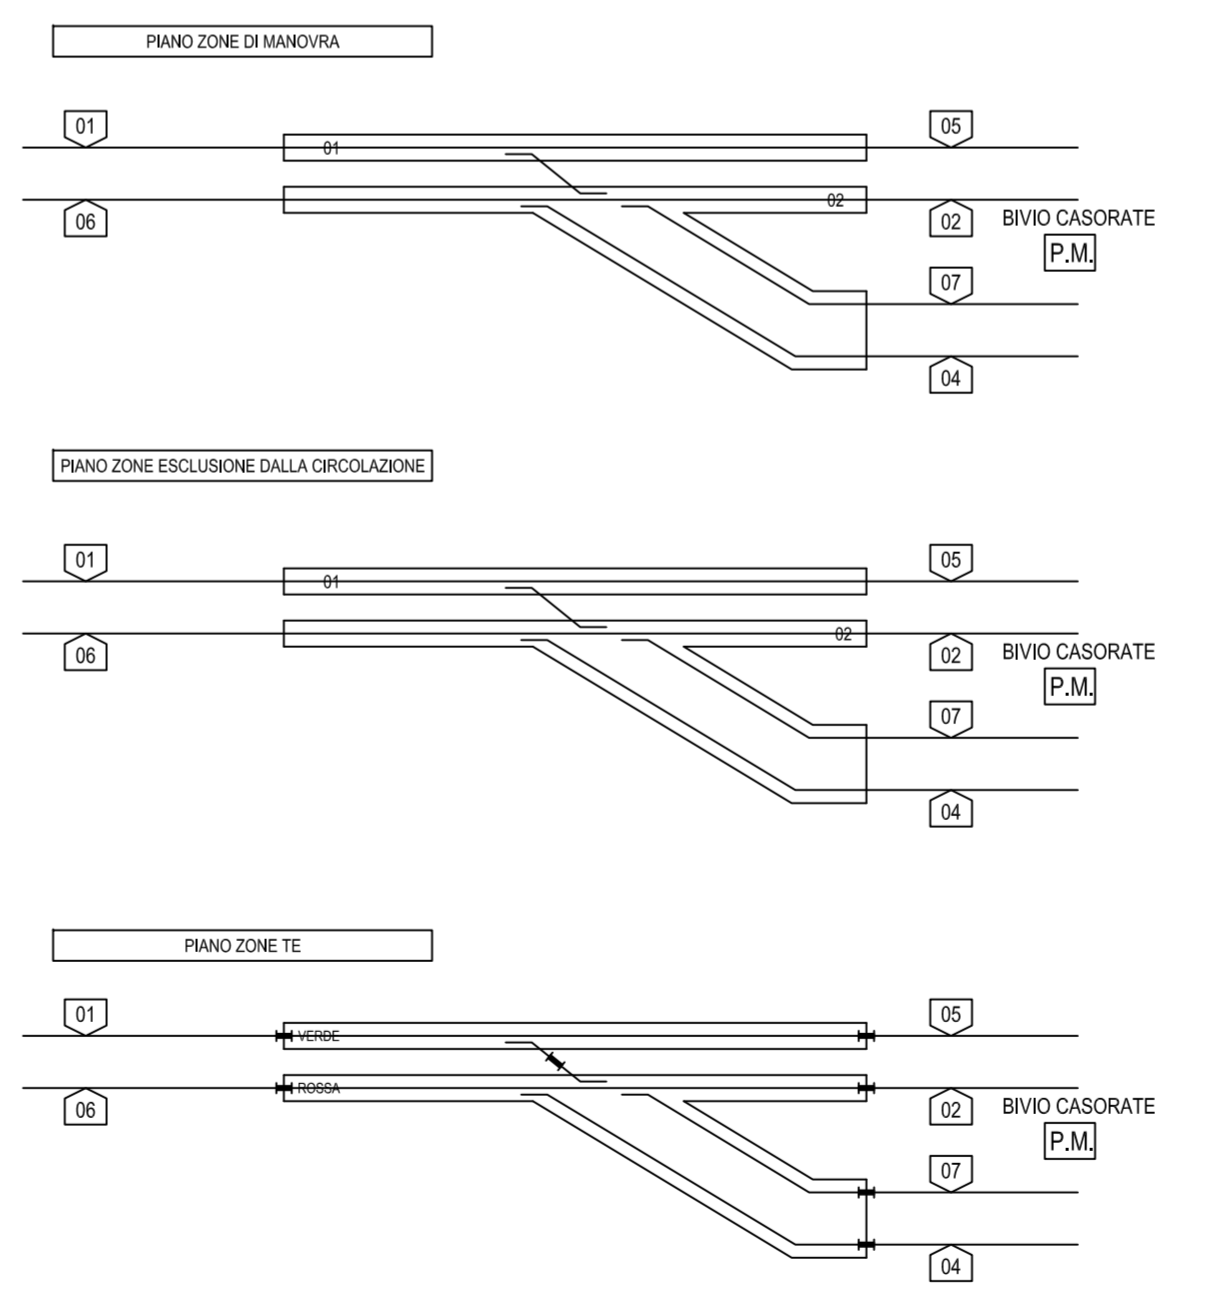 PIANO ZONE DI MANOVRA
01
05
01
02
06
02
BIVIO CASORATE
P.M.
07
04
PIANO ZONE ESCLUSIONE DALLA CIRCOLAZIONE
01
05
01
02
06
02
BIVIO CASORATE
P.M.
07
04
PIANO ZONE TE
01
05
VERDE
ROSSA
06
02
BIVIO CASORATE
P.M.
07
04